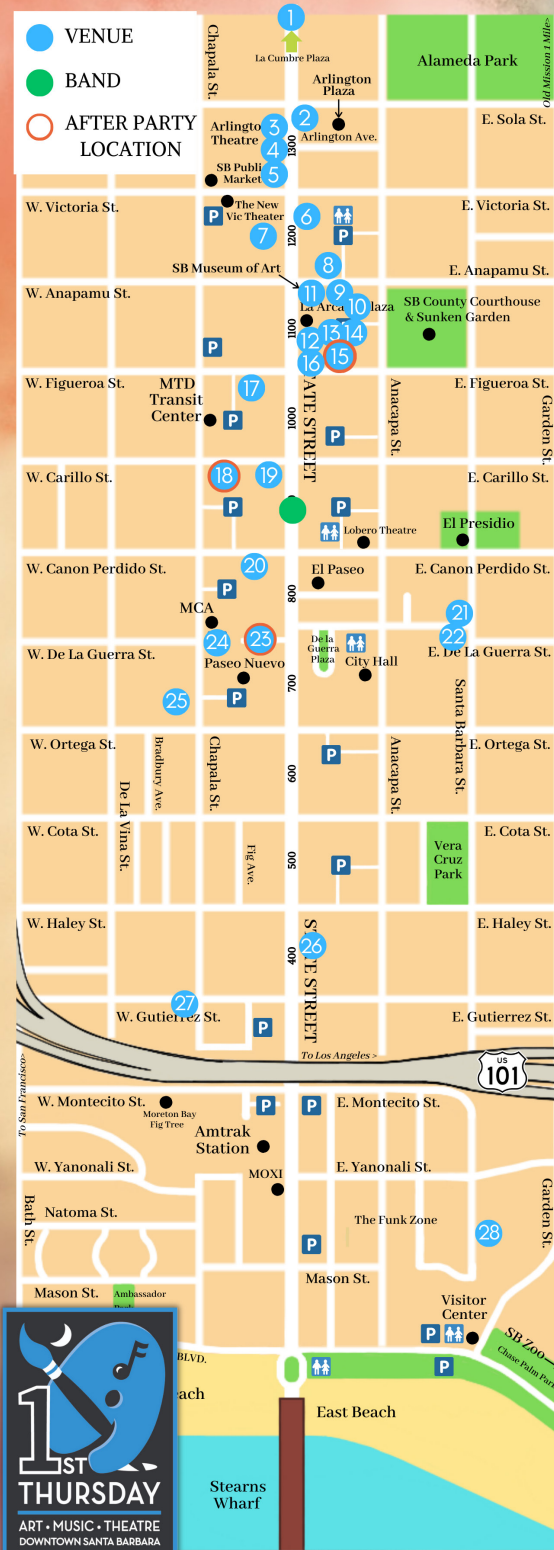 VENUE
BAND
AFTER PARTY
LOCATION
1
La Cumbre Plaza
Chapala St.
Alameda Park
Old Mission 1 Mile>
Arlington
Plaza
2
E. Sola St.
3
Arlington Ave.
Theatre
4
1300
SB
Market
5
W. Victoria St.
E. Victoria St.
The New
Vic Theater
P
6
P
7
1200
8
SB Museum of Art
E. Anapamu St.
W. Anapamu St.
11
9
10
SB County Courthouse
& Sunken Garden
1100
12
13
14
15
16
P
W. Figueroa St.
MTD
Transit
Center
17
P
1000
STREET
Anacapa St.
E. Figueroa St.
Garden St.
P
W. Carillo St.
18
19
E. Carillo St.
P
P
Lobero Theatre
El Presidio
W. Canon Perdido St.
20
El Paseo
E. Canon Perdido St.
P
800
MCA
21
24
23
De la
Guerra
Plaza
22
W. De La Guerra St.
E. De La Guerra St.
Paseo Nuevo
City Hall
25
P
700
Santa Barbara St.
W. Ortega St.
Bradbury Ave.
Chapala St.
Anacapa St.
E. Ortega St.
P
600
De La Vina St.
W. Cota St.
E. Cota St.
Fig Ave.
500
P
Vera
Cruz
Park
W. Haley St.
E. Haley St.
400
26
STREET
27
W. Gutierrez St.
E. Gutierrez St.
P
To Los Angeles >
US
101
To San Francisco>
W. Montecito St.
Moreton Bay
Fig Tree
P
P
E. Montecito St.
Amtrak
Station
W. Yanonali St.
E. Yanonali St.
MOXI
Bath St.
Natoma St.
Garden St.
The Funk Zone
28
P
Mason St.
Ambassador
Mason St.
Visitor
Center
P
SB Zoo
Chase Palm
BLVD.
P
East Beach
Stearns
Wharf
1ST
THURSDAY
ART • MUSIC • THEATRE
DOWNTOWN SANTA BARBARA